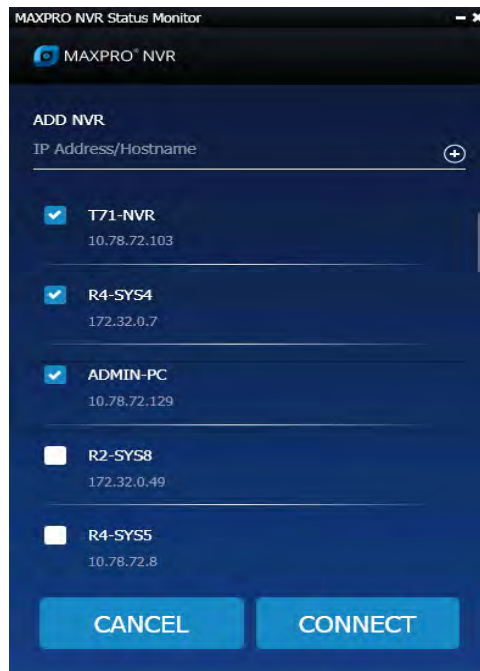 MAXPRO NVR Status Monitor
MAXPRO® NVR
ADD NVR
IP Address/Hostname
T71-NVR
10.78.72.103
R4-SYS4
172.32.0.7
ADMIN-PC
10.78.72.129
R2-SYS8
172.32.0.49
R4-SYS5
10.78.72.8
CANCEL
CONNECT